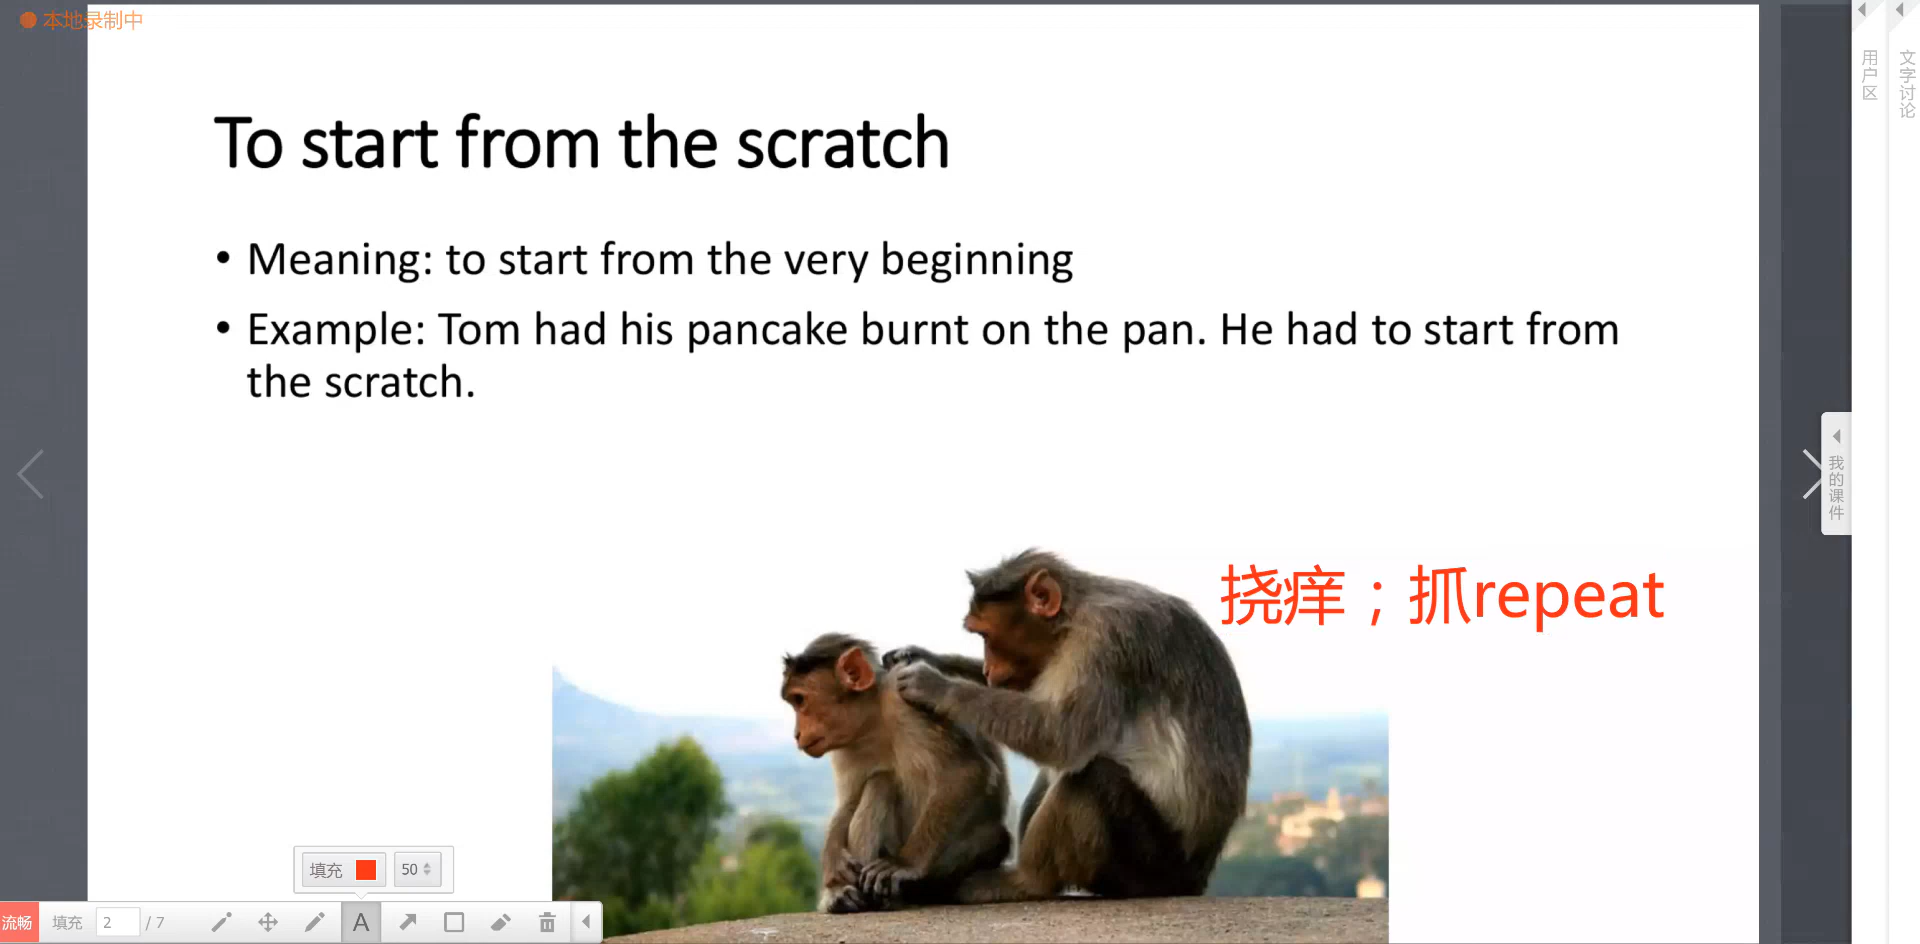 本地录制中
To start from the scratch
• Meaning: to start from the very beginning
• Example: Tom had his pancake burnt on the pan. He had to start from
the scratch.
挠痒；抓repeat
用户区
文字讨论
我的课件
填充
50
流畅
填充
2
/ 7
A